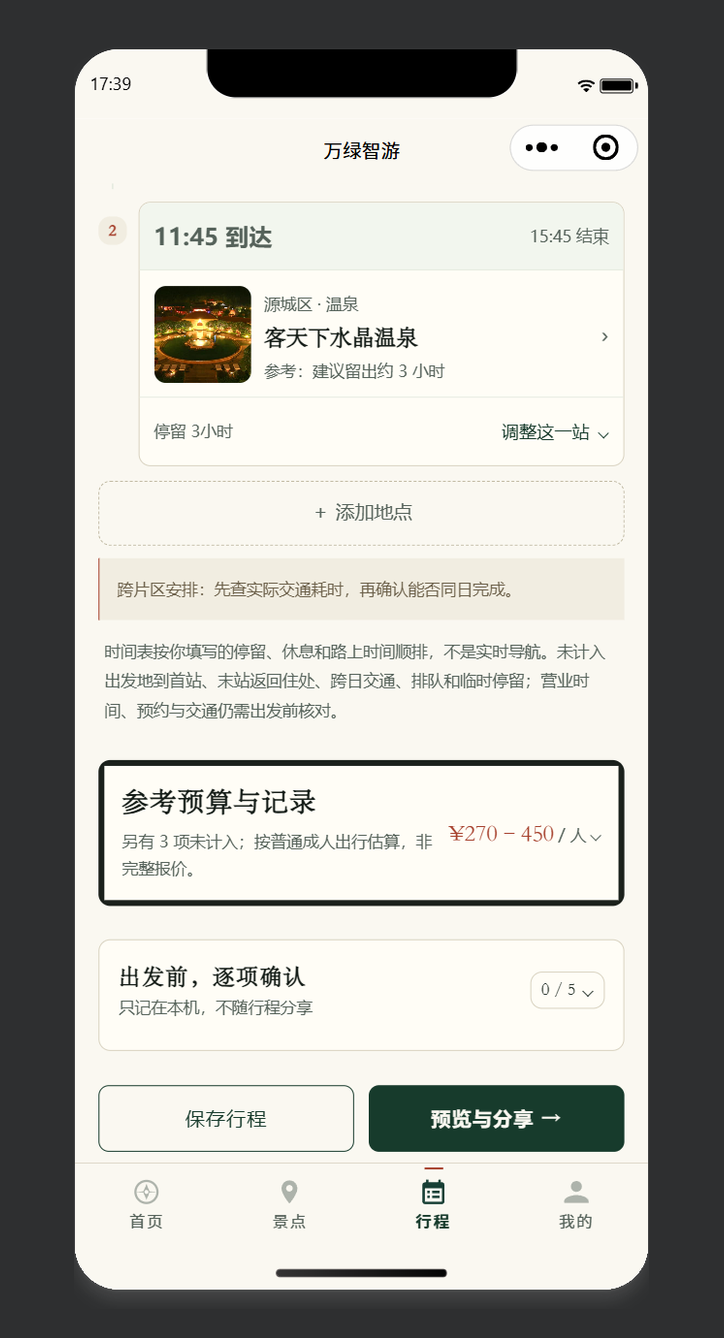 17:39
万绿智游
2
11:45 到达
15:45 结束
源城区 · 温泉
客天下水晶温泉
参考：建议留出约 3 小时
停留 3小时
调整这一站
+ 添加地点
跨片区安排：先查实际交通耗时，再确认能否同日完成。
时间表按你填写的停留、休息和路上时间顺排，不是实时导航。未计入
出发地到首站、末站返回住处、跨日交通、排队和临时停留；营业时
间、预约与交通仍需出发前核对。
参考预算与记录
另有 3 项未计入；按普通成人出行估算，非
完整报价。
¥270 – 450 / 人
出发前，逐项确认
只记在本机，不随行程分享
0 / 5
保存行程
预览与分享 →
首页
景点
行程
我的